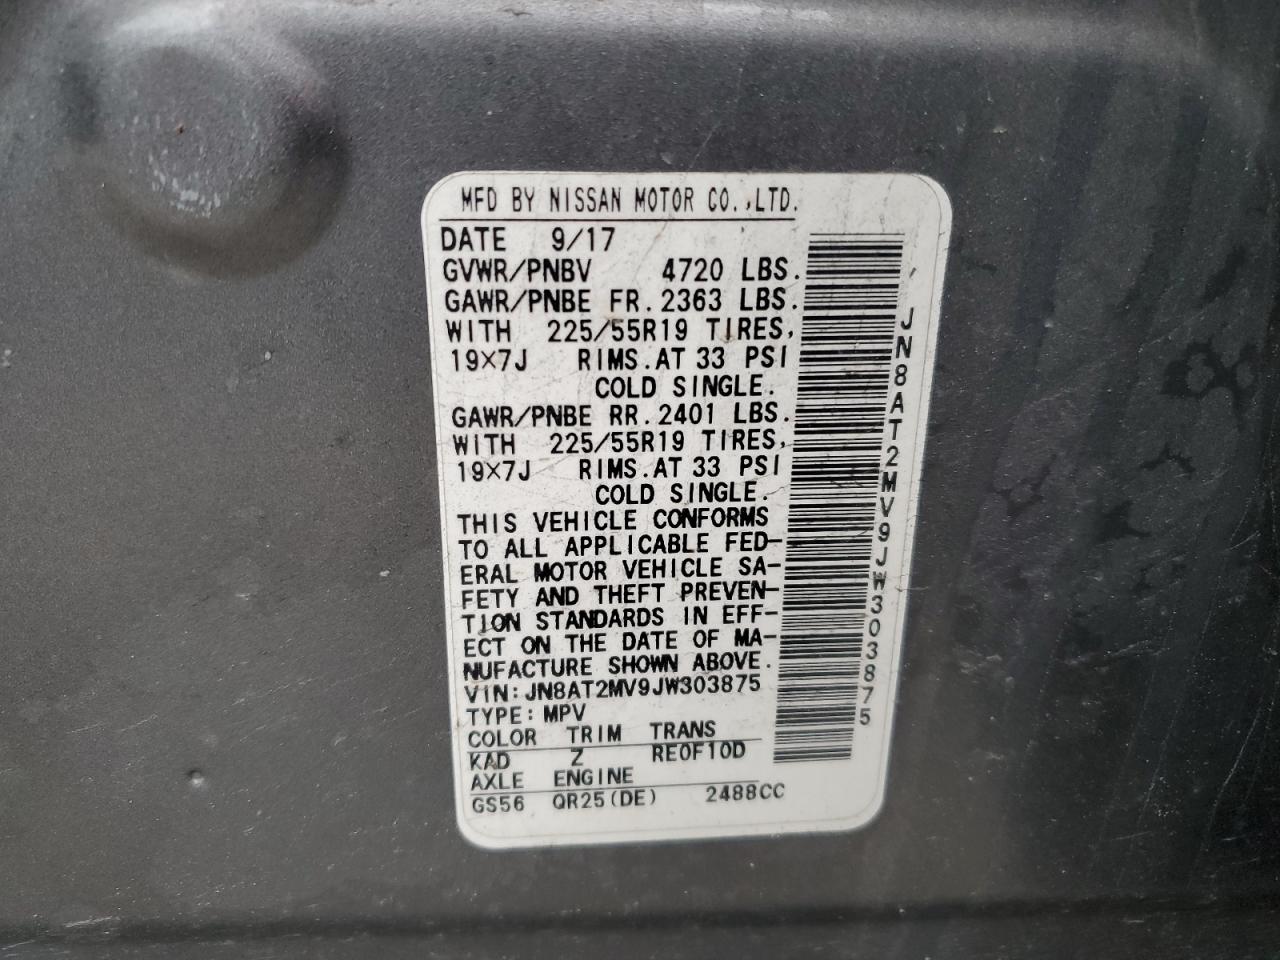 MFD BY NISSAN MOTOR CO.,LTD.
DATE 9/17
GVWR/PNBV 4720 LBS.
GAWR/PNBE FR.2363 LBS.
WITH 225/55R19 TIRES,
19×7J RIMS.AT 33 PSI
COLD SINGLE.
GAWR/PNBE RR.2401 LBS.
WITH 225/55R19 TIRES,
19×7J RIMS.AT 33 PSI
COLD SINGLE.
THIS VEHICLE CONFORMS
TO ALL APPLICABLE FED-
ERAL MOTOR VEHICLE SA-
FETY AND THEFT PREVEN-
TION STANDARDS IN EFF-
ECT ON THE DATE OF MA-
NUFACTURE SHOWN ABOVE.
VIN:JN8AT2MV9JW303875
TYPE:MPV
COLOR TRIM TRANS
KAD Z RE0F10D
AXLE ENGINE
GS56 QR25(DE) 2488CC
JN8AT2MV9JW303875